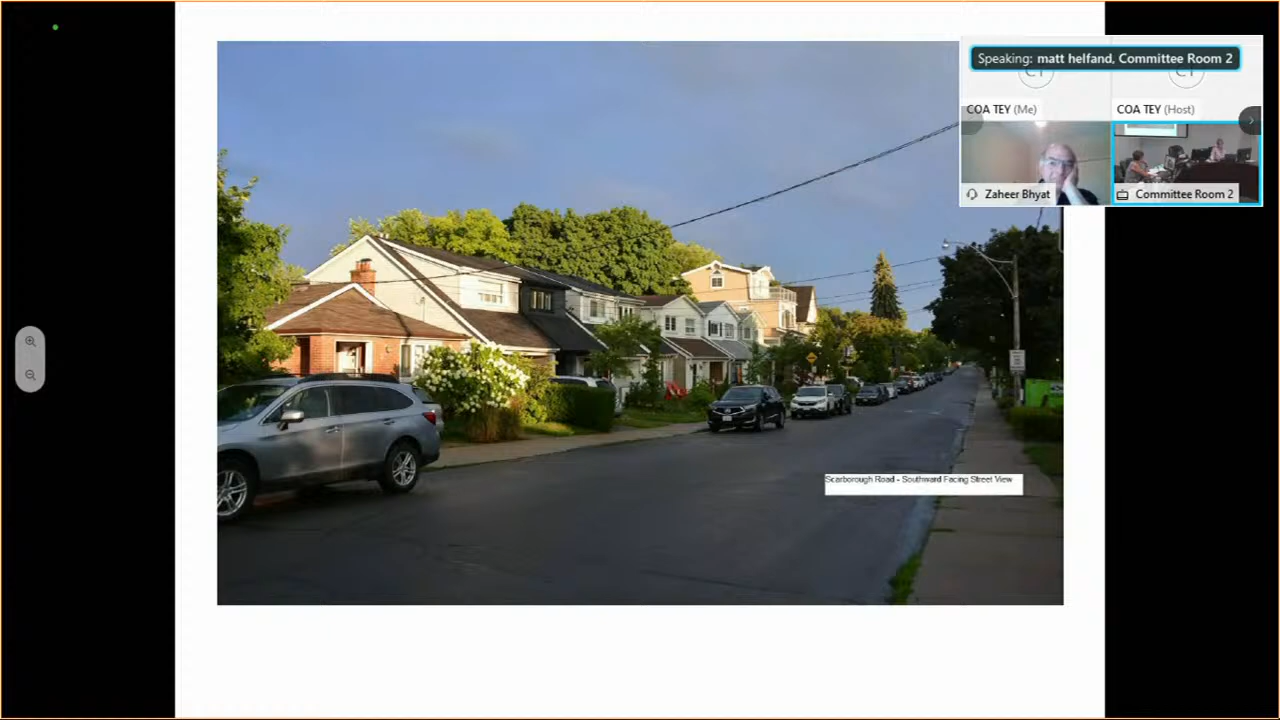 Speaking: matt helfand, Committee Room 2
COA TEY (Me)
COA TEY (Host)
Zaheer Bhyat
Committee Room 2
Scarborough Road - Southward Facing Street View